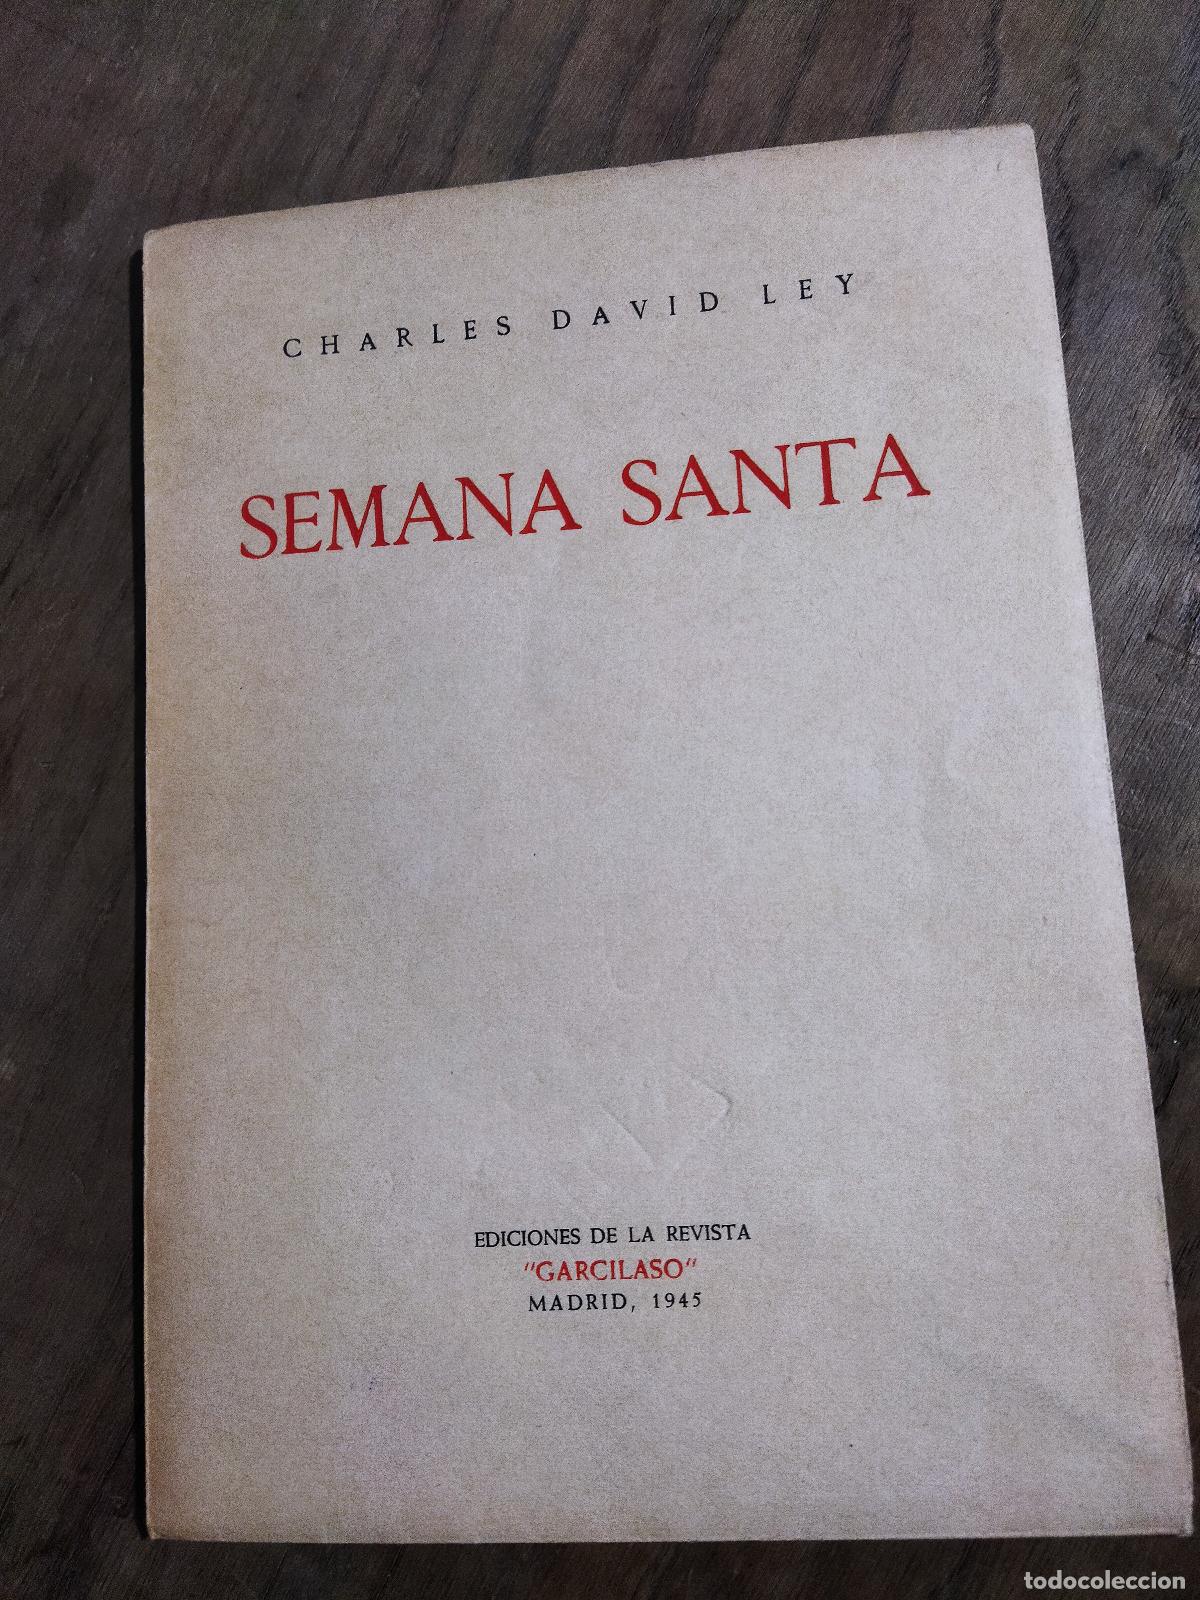 CHARLES DAVID LEY
SEMANA SANTA
EDICIONES DE LA REVISTA
"GARCILASO"
MADRID, 1945
todocoleccion